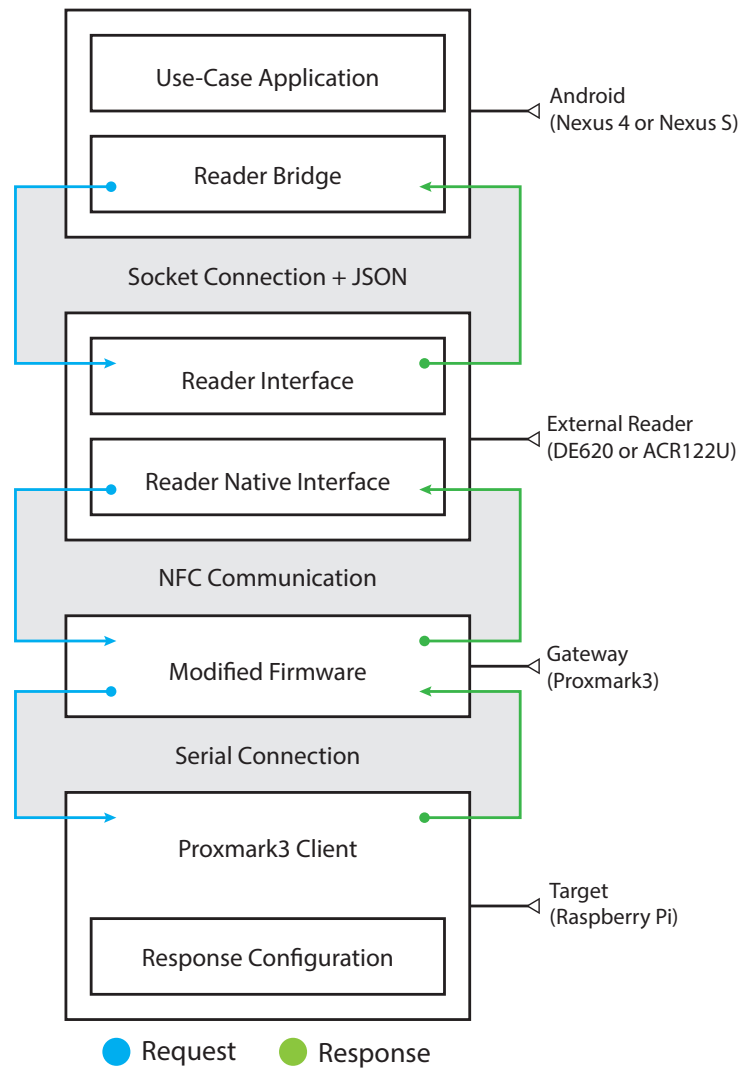 Use-Case Application
Android
(Nexus 4 or Nexus S)
Reader Bridge
Socket Connection + JSON
Reader Interface
External Reader
(DE620 or ACR122U)
Reader Native Interface
NFC Communication
Modified Firmware
Gateway
(Proxmark3)
Serial Connection
Proxmark3 Client
Target
(Raspberry Pi)
Response Configuration
Request
Response